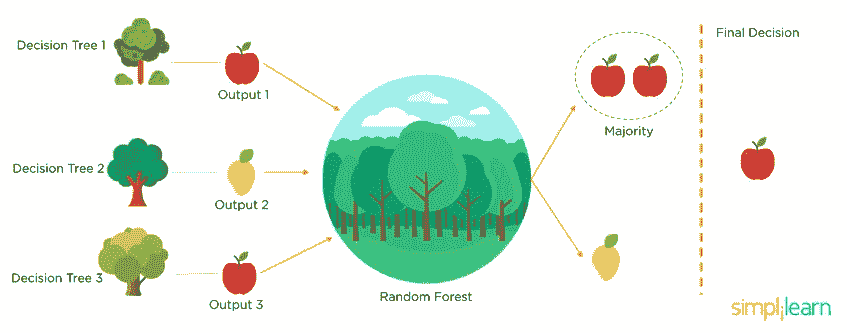 Decision Tree 1
Output 1
Decision Tree 2
Output 2
Decision Tree 3
Output 3
Random Forest
Majority
Final Decision
simplilearn